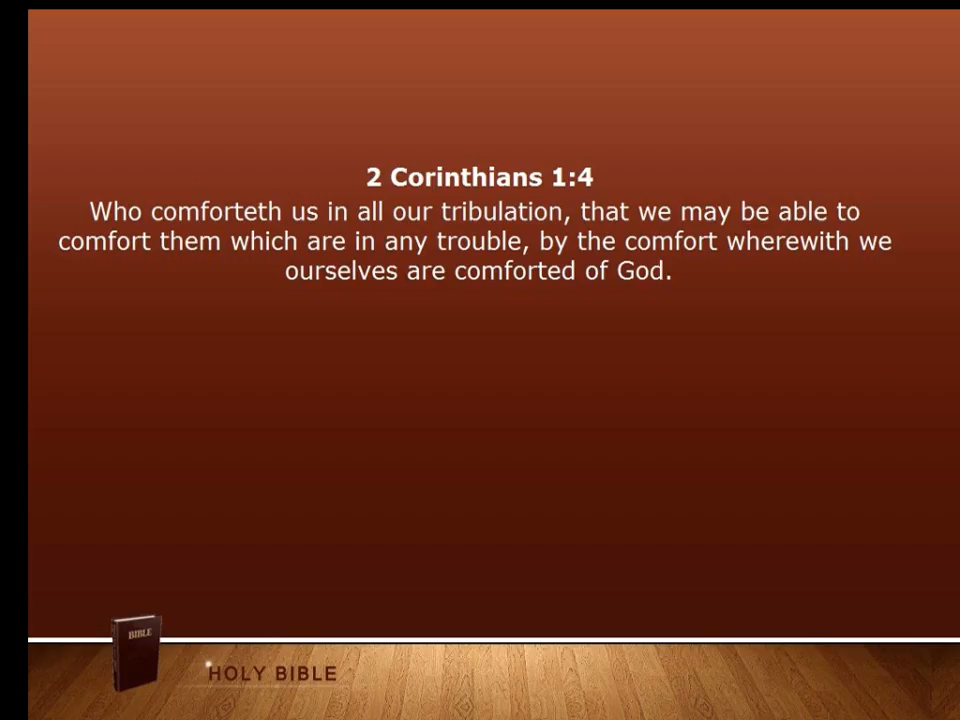 2 Corinthians 1:4
Who comforteth us in all our tribulation, that we may be able to
comfort them which are in any trouble, by the comfort wherewith we
ourselves are comforted of God.
BIBLE
HOLY BIBLE